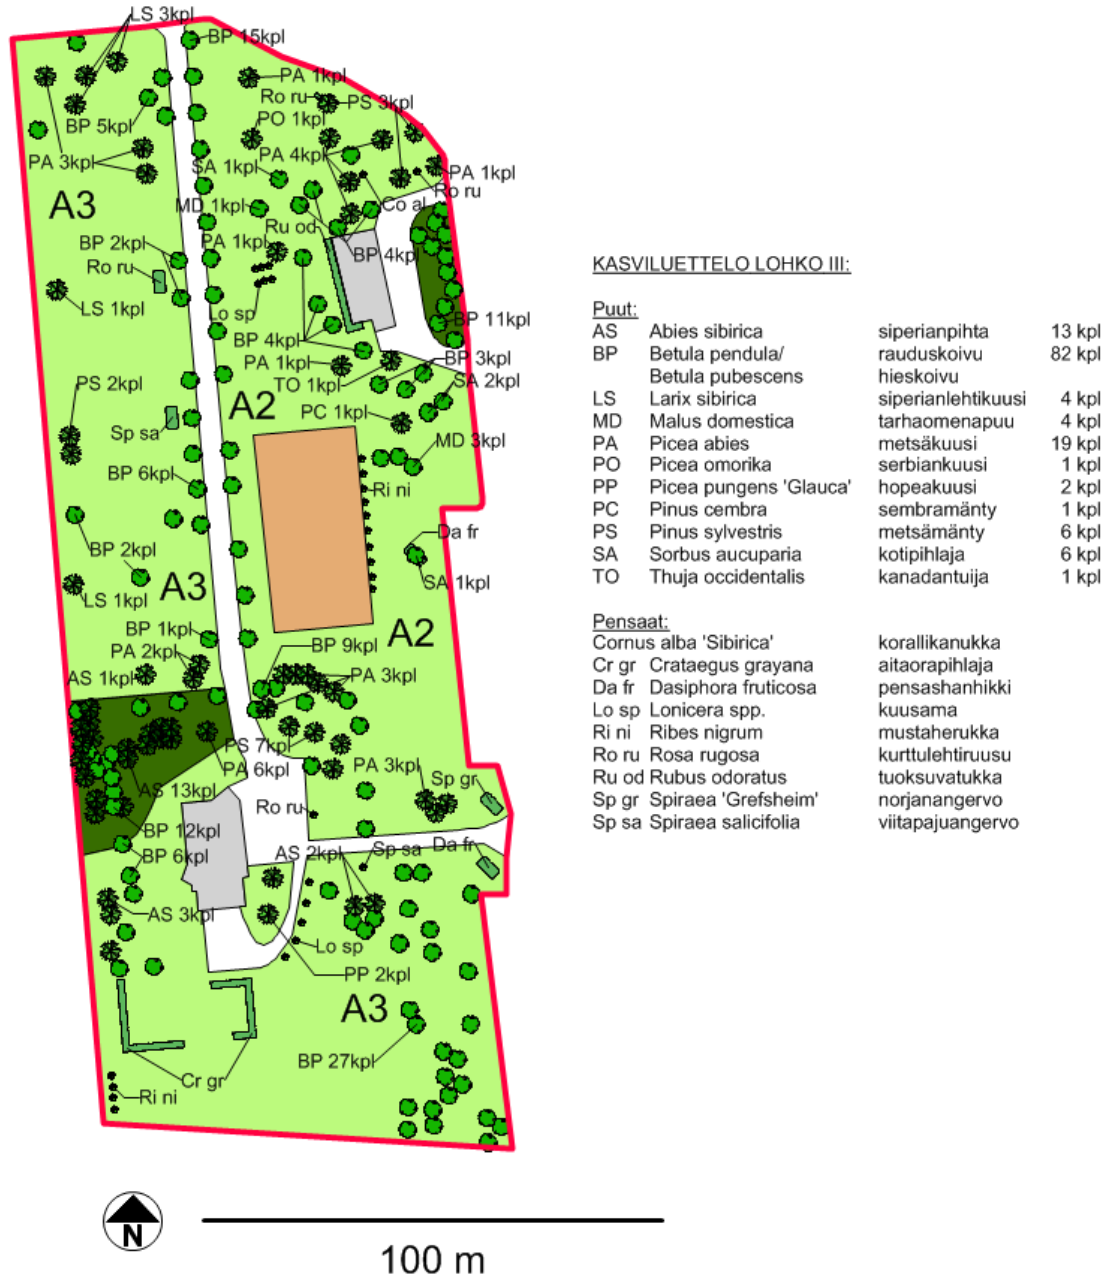 LS 3kpl
BP 15kpl
PA 1kpl
Ro ru
PS 3kpl
BP 5kpl
PO 1kpl
PA 4kpl
PA 3kpl
SA 1kpl
PA 1kpl
Ro ru
A3
MD 1kpl
Co al
Ru od
BP 2kpl
PA 1kpl
BP 4kpl
Ro ru
LS 1kpl
Lo sp
BP 11kpl
BP 4kpl
BP 3kpl
PA 1kpl
TO 1kpl
SA 2kpl
PS 2kpl
A2
PC 1kpl
Sp sa
MD 3kpl
BP 6kpl
Ri ni
Da fr
BP 2kpl
SA 1kpl
A3
LS 1kpl
BP 1kpl
A2
PA 2kpl
BP 9kpl
AS 1kpl
PA 3kpl
PS 7kpl
PA 6kpl
PA 3kpl
Sp gr
AS 13kpl
Ro ru
BP 12kpl
BP 6kpl
AS 2kpl
Sp sa
Da fr
AS 3kpl
Lo sp
PP 2kpl
A3
BP 27kpl
Cr gr
Ri ni
N
100 m
KASVILUETTELO LOHKO III:
Puut:
AS Abies sibirica siperianpihta 13 kpl
BP Betula pendula/ rauduskoivu 82 kpl
Betula pubescens hieskoivu
LS Larix sibirica siperianlehtikuusi 4 kpl
MD Malus domestica tarhaomenapuu 4 kpl
PA Picea abies metsäkuusi 19 kpl
PO Picea omorika serbiankuusi 1 kpl
PP Picea pungens 'Glauca' hopeakuusi 2 kpl
PC Pinus cembra sembramänty 1 kpl
PS Pinus sylvestris metsämänty 6 kpl
SA Sorbus aucuparia kotipihlaja 6 kpl
TO Thuja occidentalis kanadantuija 1 kpl
Pensaat:
Cornus alba 'Sibirica' korallikanukka
Cr gr Crataegus grayana aitaorapihlaja
Da fr Dasiphora fruticosa pensashanhikki
Lo sp Lonicera spp. kuusama
Ri ni Ribes nigrum mustaherukka
Ro ru Rosa rugosa kurttulehtiruusu
Ru od Rubus odoratus tuoksuvatukka
Sp gr Spiraea 'Grefsheim' norjanangervo
Sp sa Spiraea salicifolia viitapajuangervo